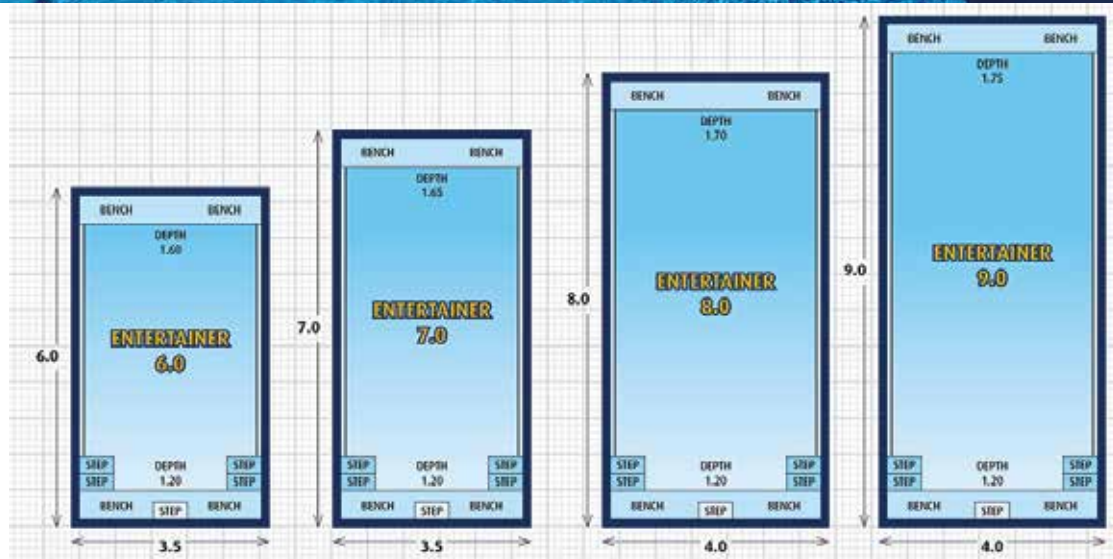 BENCH BENCH
DEPTH
1.60
ENTERTAINER
6.0
STEP STEP
STEP STEP
DEPTH
1.20
BENCH STEP BENCH
6.0
3.5
BENCH BENCH
DEPTH
1.65
ENTERTAINER
7.0
STEP STEP
STEP STEP
DEPTH
1.20
BENCH STEP BENCH
7.0
3.5
BENCH BENCH
DEPTH
1.70
ENTERTAINER
8.0
STEP STEP
STEP STEP
DEPTH
1.20
BENCH STEP BENCH
8.0
4.0
BENCH BENCH
DEPTH
1.75
ENTERTAINER
9.0
STEP STEP
STEP STEP
DEPTH
1.20
BENCH STEP BENCH
9.0
4.0